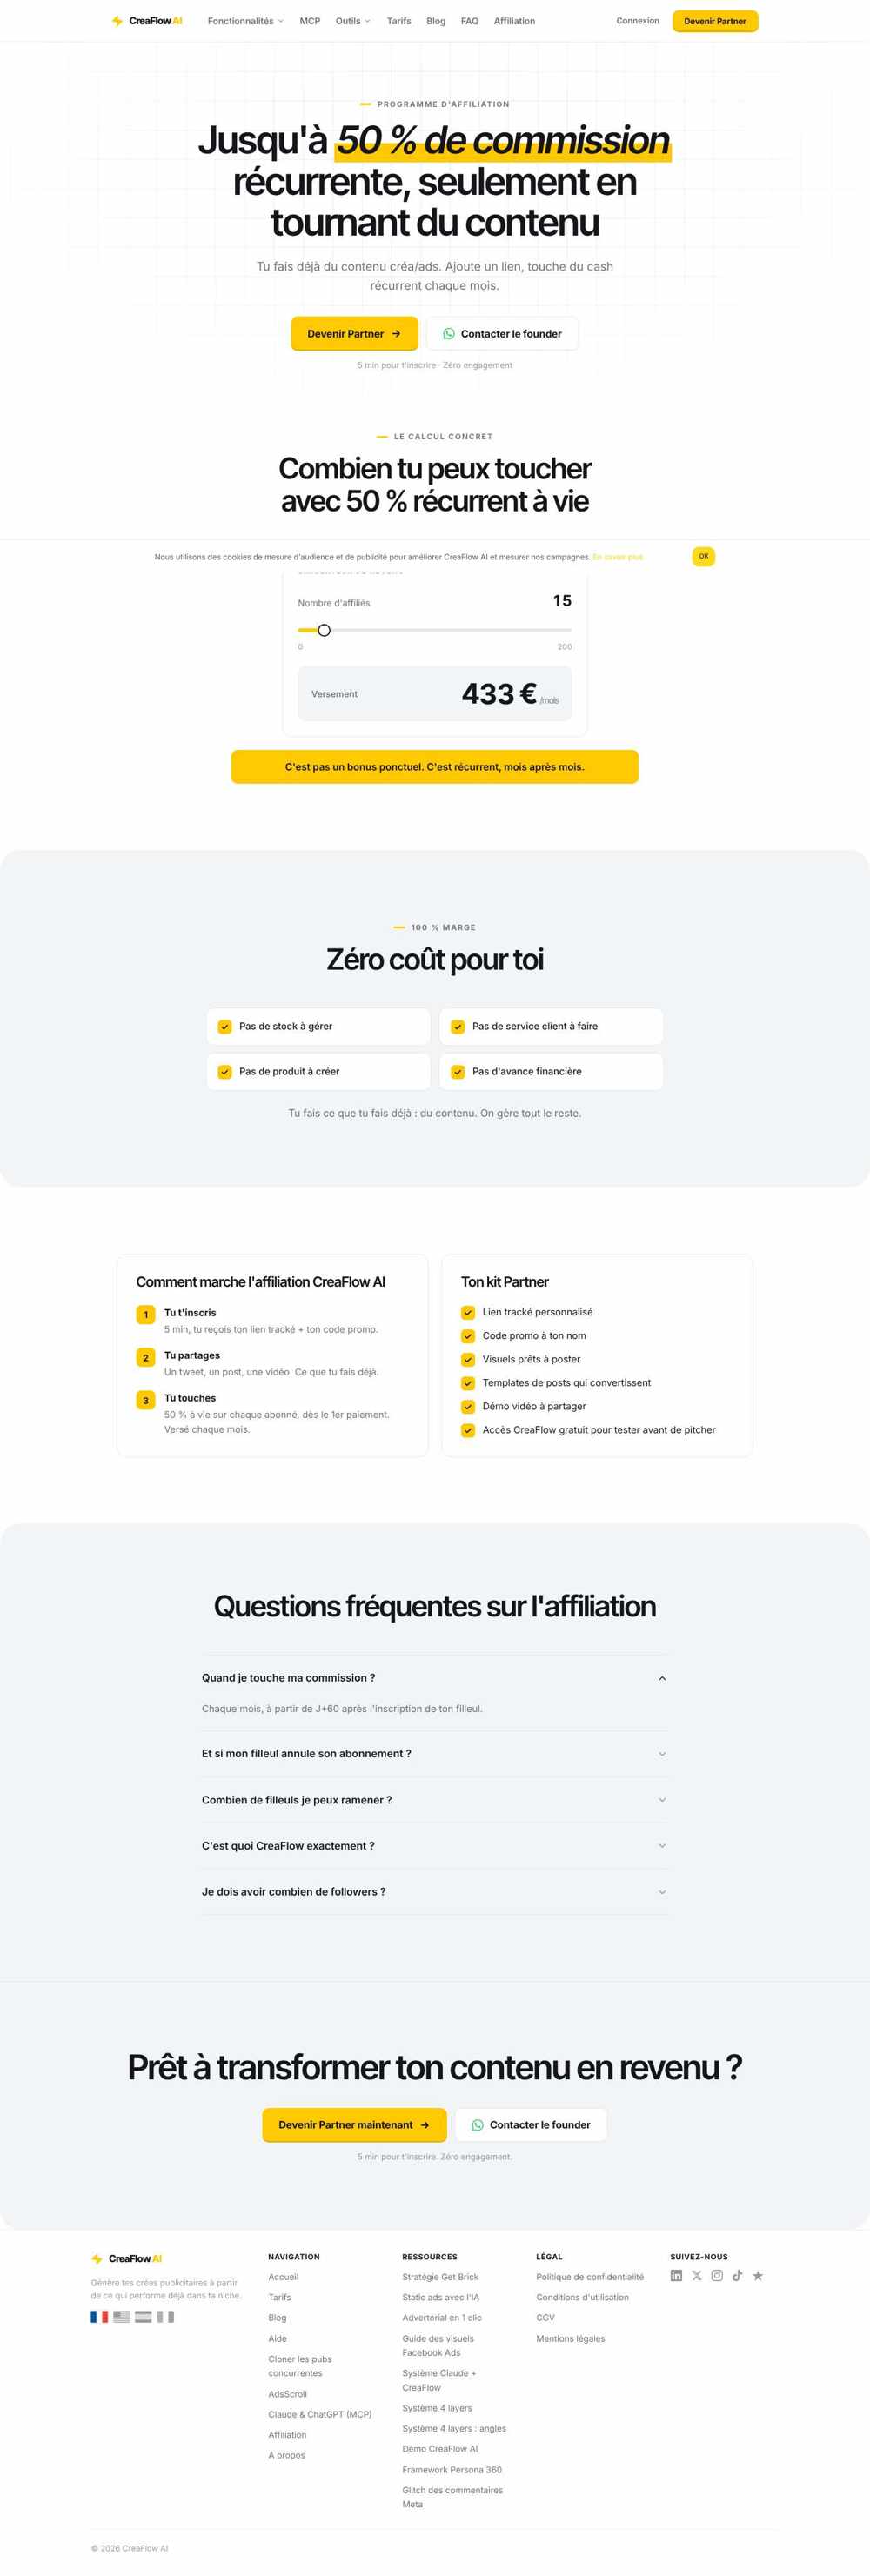 CreaFlow AI
Fonctionnalités
MCP
Outils
Tarifs
Blog
FAQ
Affiliation
Connexion
Devenir Partner
PROGRAMME D'AFFILIATION
Jusqu'à 50 % de commission
récurrente, seulement en
tournant du contenu
Tu fais déjà du contenu créa/ads. Ajoute un lien, touche du cash
récurrent chaque mois.
Devenir Partner →
Contacter le founder
5 min pour t'inscrire · Zéro engagement
LE CALCUL CONCRET
Combien tu peux toucher
avec 50 % récurrent à vie
Nous utilisons des cookies de mesure d'audience et de publicité pour améliorer CreaFlow AI et mesurer nos campagnes. En savoir plus
OK
Nombre d'affiliés
15
0
200
Versement
433 € /mois
C'est pas un bonus ponctuel. C'est récurrent, mois après mois.
100 % MARGE
Zéro coût pour toi
Pas de stock à gérer
Pas de service client à faire
Pas de produit à créer
Pas d'avance financière
Tu fais ce que tu fais déjà : du contenu. On gère tout le reste.
Comment marche l'affiliation CreaFlow AI
1
Tu t'inscris
5 min, tu reçois ton lien tracké + ton code promo.
2
Tu partages
Un tweet, un post, une vidéo. Ce que tu fais déjà.
3
Tu touches
50 % à vie sur chaque abonné, dès le 1er paiement.
Versé chaque mois.
Ton kit Partner
Lien tracké personnalisé
Code promo à ton nom
Visuels prêts à poster
Templates de posts qui convertissent
Démo vidéo à partager
Accès CreaFlow gratuit pour tester avant de pitcher
Questions fréquentes sur l'affiliation
Quand je touche ma commission ?
Chaque mois, à partir de J+60 après l'inscription de ton filleul.
Et si mon filleul annule son abonnement ?
Combien de filleuls je peux ramener ?
C'est quoi CreaFlow exactement ?
Je dois avoir combien de followers ?
Prêt à transformer ton contenu en revenu ?
Devenir Partner maintenant →
Contacter le founder
5 min pour t'inscrire. Zéro engagement.
CreaFlow AI
Génère tes créas publicitaires à partir
de ce qui performe déjà dans ta niche.
NAVIGATION
Accueil
Tarifs
Blog
Aide
Cloner les pubs
concurrentes
AdsScroll
Claude & ChatGPT (MCP)
Affiliation
À propos
RESSOURCES
Stratégie Get Brick
Static ads avec l'IA
Advertorial en 1 clic
Guide des visuels
Facebook Ads
Système Claude +
CreaFlow
Système 4 layers
Système 4 layers : angles
Démo CreaFlow AI
Framework Persona 360
Glitch des commentaires
Meta
LÉGAL
Politique de confidentialité
Conditions d'utilisation
CGV
Mentions légales
SUIVEZ-NOUS
© 2026 CreaFlow AI